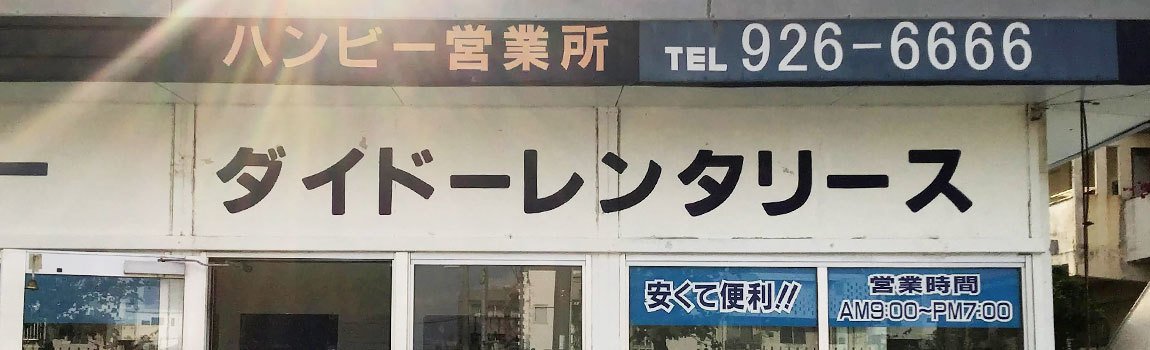 ハンビー営業所 TEL 926-6666
ー ダイドーレンタリース
安くて便利!!
営業時間
AM9:00~PM7:00